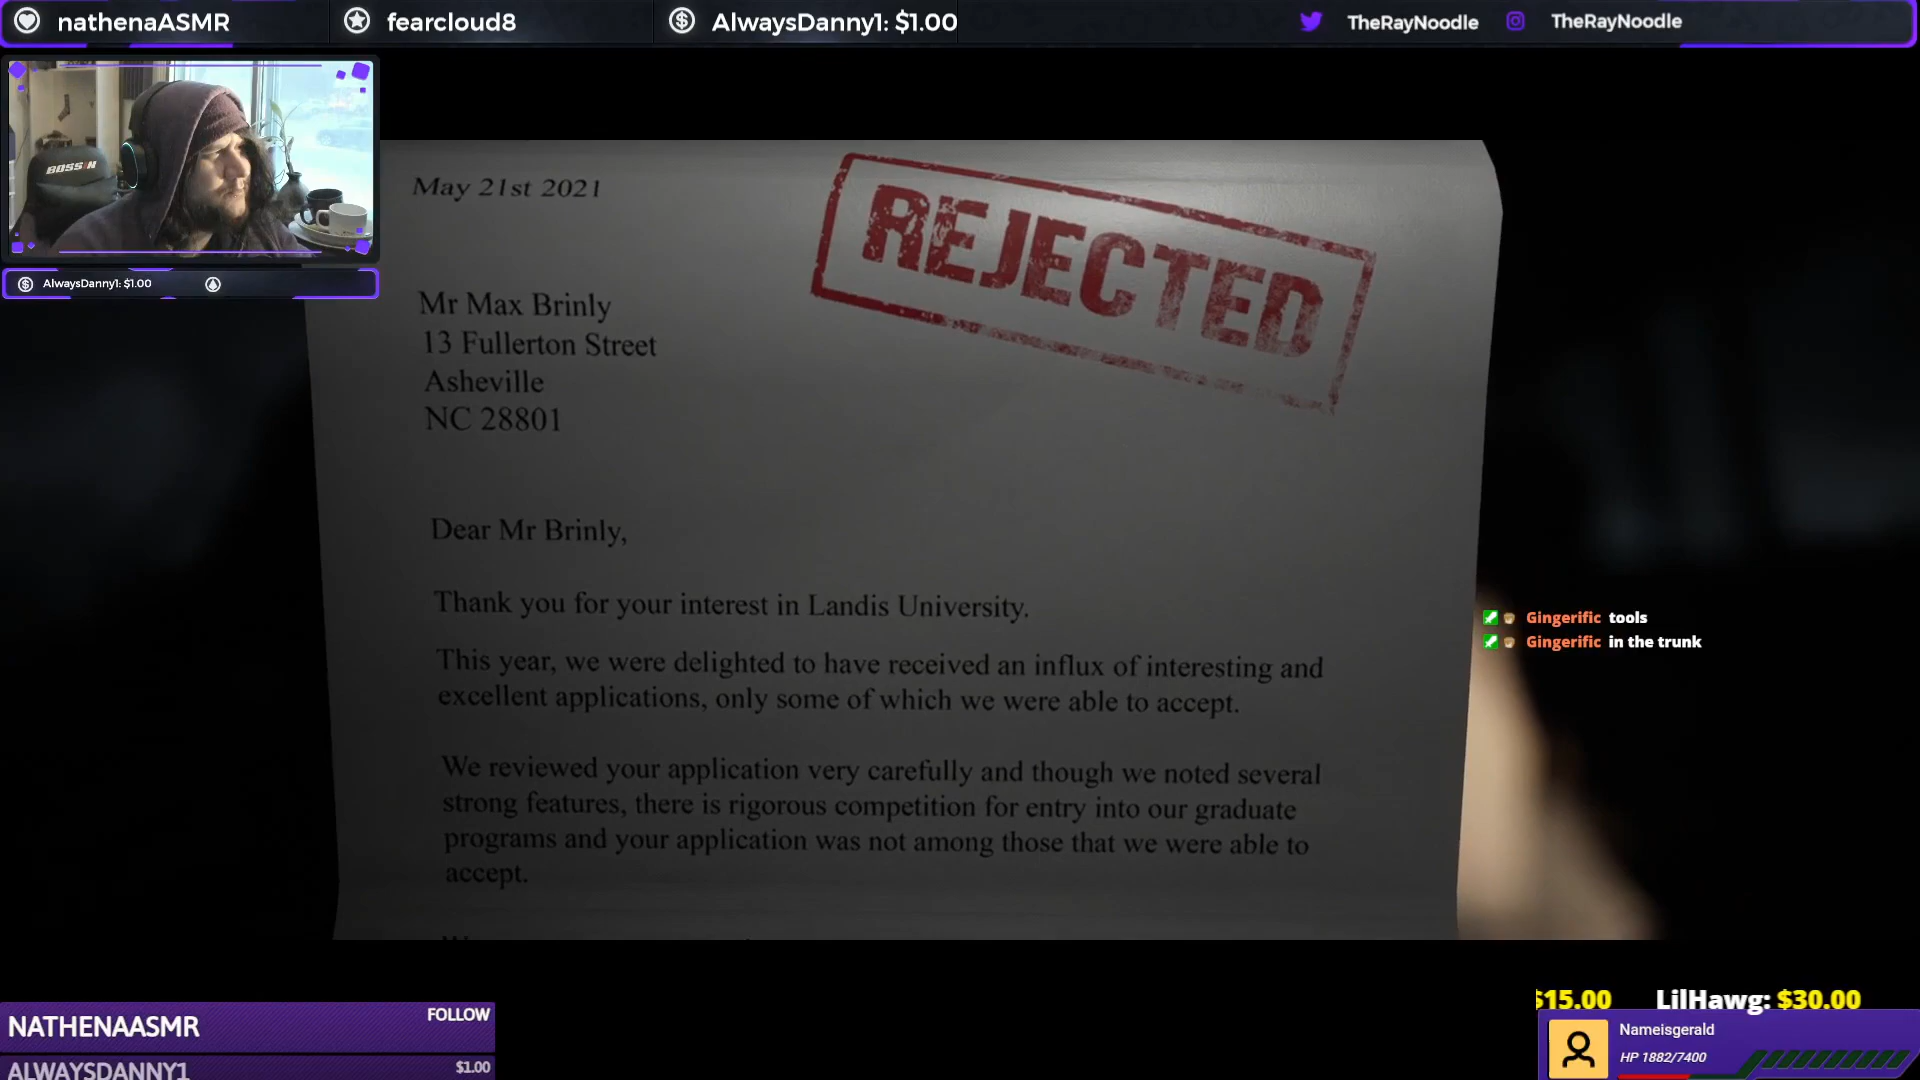 nathenaASMR
fearcloud8
AlwaysDanny1: $1.00
TheRayNoodle
TheRayNoodle
BOSSIN
AlwaysDanny1: $1.00
May 21st 2021
REJECTED
Mr Max Brinly
13 Fullerton Street
Asheville
NC 28801
Dear Mr Brinly,
Thank you for your interest in Landis University.
This year, we were delighted to have received an influx of interesting and
excellent applications, only some of which we were able to accept.
We reviewed your application very carefully and though we noted several
strong features, there is rigorous competition for entry into our graduate
programs and your application was not among those that we were able to
accept.
Gingerific tools
Gingerific in the trunk
$15.00 LilHawg: $30.00
NATHENAASMR FOLLOW
ALWAYSDANNY1 $1.00
Nameisgerald
HP 1882/7400